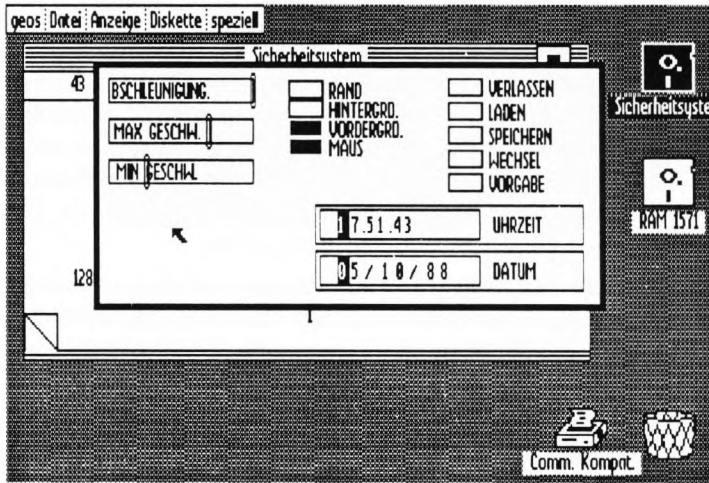 geos Datei Anzeige Diskette speziell
Sicherheitsystem
43
BSCHLEUNIGUNG.
MAX GESCHW.
MIN GESCHW.
RAND
HINTERGRD.
VORDERGRD.
MAUS
VERLASSEN
LADEN
SPEICHERN
WECHSEL
VORGABE
17.51.43 UHRZEIT
05/10/88 DATUM
128
Sicherheitsyste
RAM 1571
Comm. Kompat.